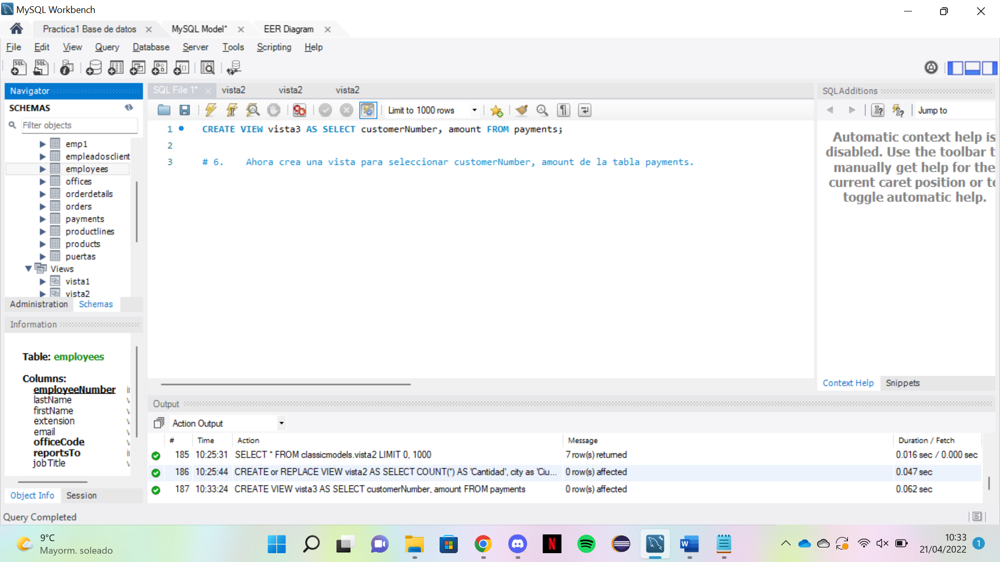 MySQL Workbench
Practica1 Base de datos
MySQL Model*
EER Diagram
File Edit View Query Database Server Tools Scripting Help
Navigator
SCHEMAS
Filter objects
emp1
empleadosclient
employees
offices
orderdetails
orders
payments
productlines
products
puertas
Views
vista1
vista2
Administration Schemas
Information
Table: employees
Columns:
employeeNumber
lastName
firstName
extension
email
officeCode
reportsTo
jobTitle
Object Info Session
SQL File 1* vista2 vista2 vista2
Limit to 1000 rows
1 CREATE VIEW vista3 AS SELECT customerNumber, amount FROM payments;
2
3 # 6. Ahora crea una vista para seleccionar customerNumber, amount de la tabla payments.
SQLAdditions
Jump to
Automatic context help is
disabled. Use the toolbar t
manually get help for the
current caret position or to
toggle automatic help.
Context Help Snippets
Output
Action Output
# Time Action Message Duration / Fetch
185 10:25:31 SELECT * FROM classicmodels.vista2 LIMIT 0, 1000 7 row(s) returned 0.016 sec / 0.000 sec
186 10:25:44 CREATE or REPLACE VIEW vista2 AS SELECT COUNT(*) AS 'Cantidad', city as 'Ciu... 0 row(s) affected 0.047 sec
187 10:33:24 CREATE VIEW vista3 AS SELECT customerNumber, amount FROM payments 0 row(s) affected 0.062 sec
Query Completed
9°C
Mayorm. soleado
10:33
21/04/2022
1